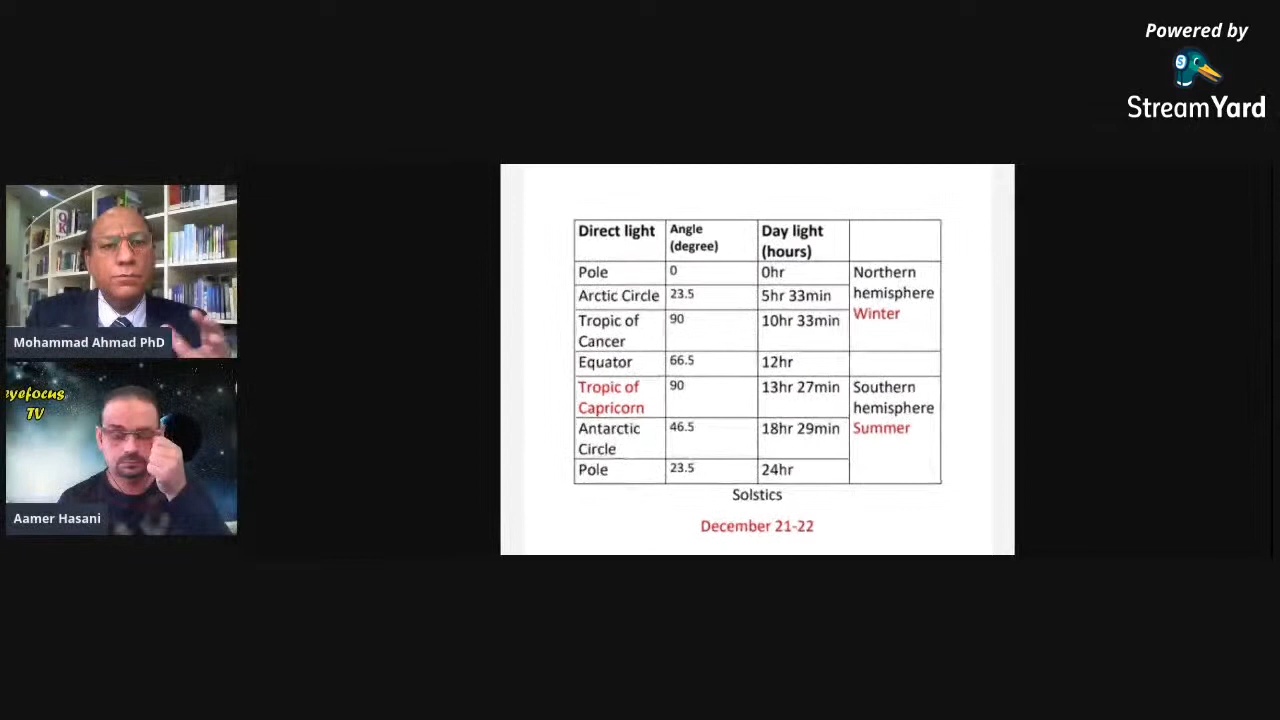 Powered by
StreamYard
eyefocus
TV
Mohammad Ahmad PhD
Aamer Hasani
Direct light Angle (degree) Day light (hours)
Pole 0 0hr Northern hemisphere Winter
Arctic Circle 23.5 5hr 33min
Tropic of Cancer 90 10hr 33min
Equator 66.5 12hr
Tropic of Capricorn 90 13hr 27min Southern hemisphere Summer
Antarctic Circle 46.5 18hr 29min
Pole 23.5 24hr
Solstics
December 21-22